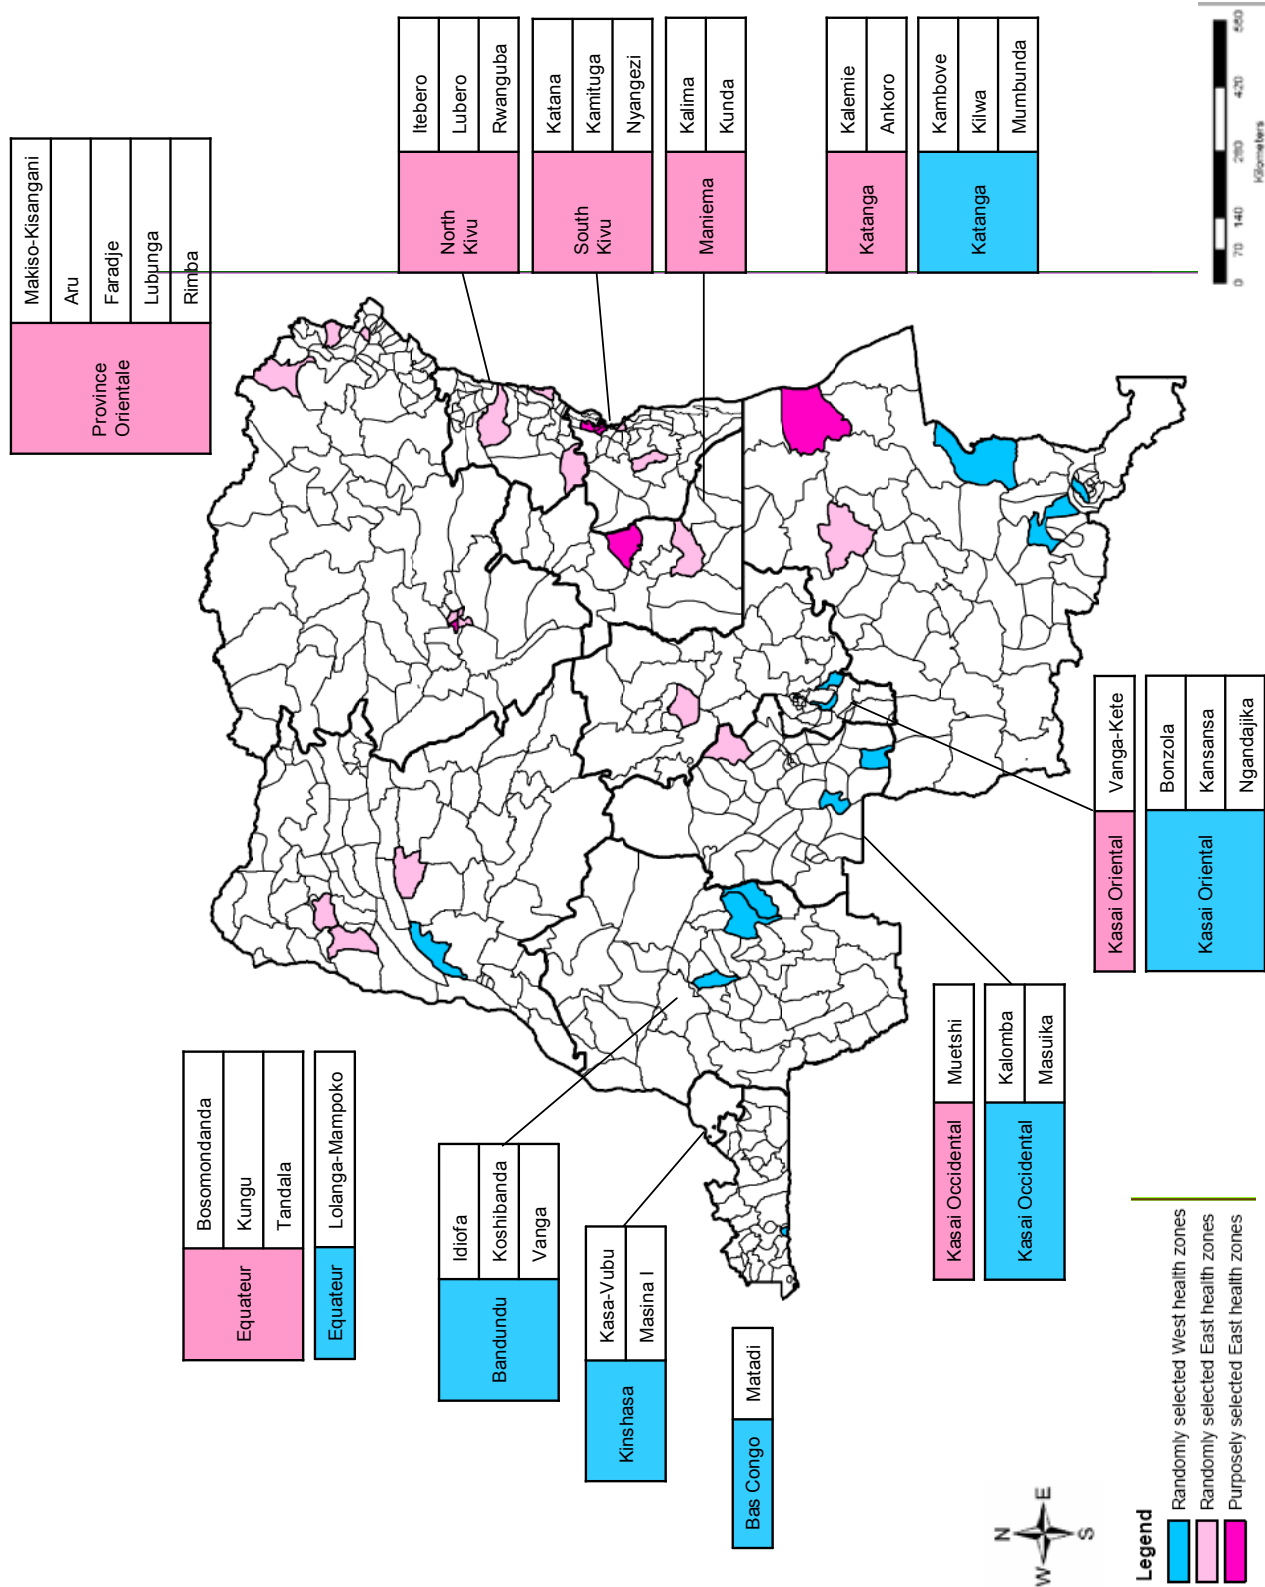 Province
Orientale
Makiso-Kisangani
Aru
Faradje
Lubunga
Rimba
North
Kivu
Itebero
Lubero
Rwanguba
South
Kivu
Katana
Kamituga
Nyangezi
Maniema
Kalima
Kunda
Katanga
Kalemie
Ankoro
Katanga
Kambove
Kilwa
Mumbunda
Equateur
Bosomondanda
Kungu
Tandala
Equateur
Lolanga-Mampoko
Bandundu
Idiofa
Koshibanda
Vanga
Kinshasa
Kasa-Vubu
Masina I
Bas Congo
Matadi
Kasai Occidental
Muetshi
Kasai Occidental
Kalomba
Masuika
Kasai Oriental
Vanga-Kete
Kasai Oriental
Bonzola
Kansansa
Ngandajika
N
W
E
S
Legend
Randomly selected West health zones
Randomly selected East health zones
Purposely selected East health zones
0 70 140 280 420 560
Kilometers